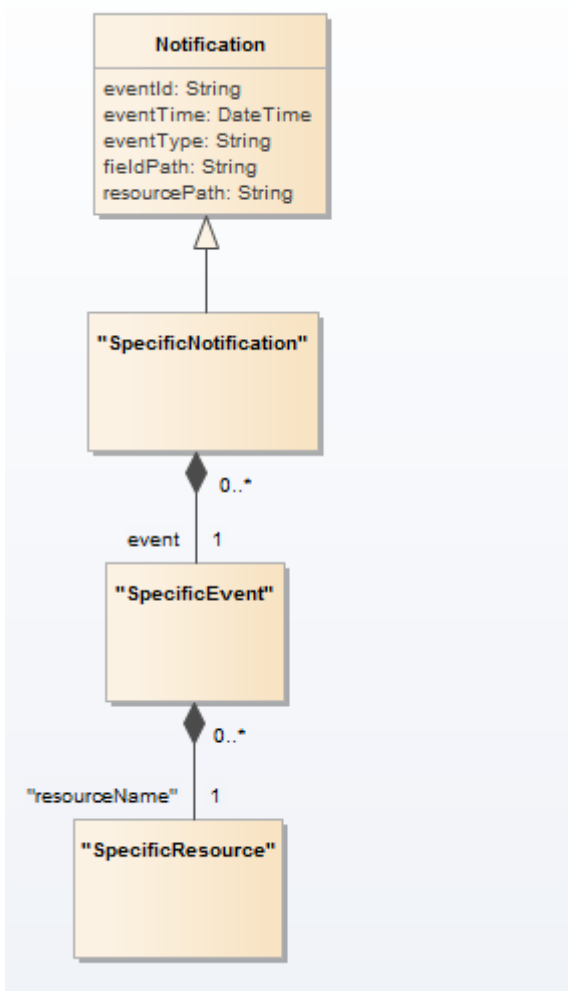 Notification
eventId: String
eventTime: DateTime
eventType: String
fieldPath: String
resourcePath: String
"SpecificNotification"
0..*
event 1
"SpecificEvent"
0..*
"resourceName" 1
"SpecificResource"